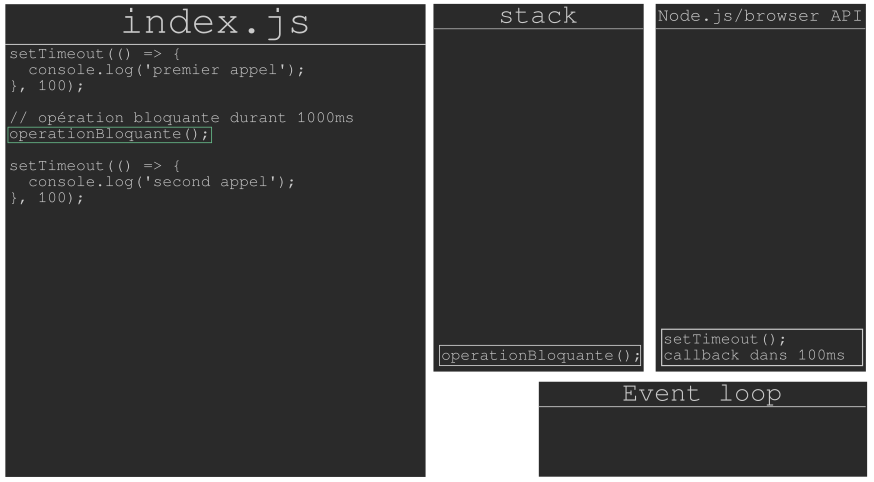 index.js
setTimeout(() => {
  console.log('premier appel');
}, 100);
// opération bloquante durant 1000ms
operationBloquante();
setTimeout(() => {
  console.log('second appel');
}, 100);
stack
operationBloquante();
Node.js/browser API
setTimeout();
callback dans 100ms
Event loop